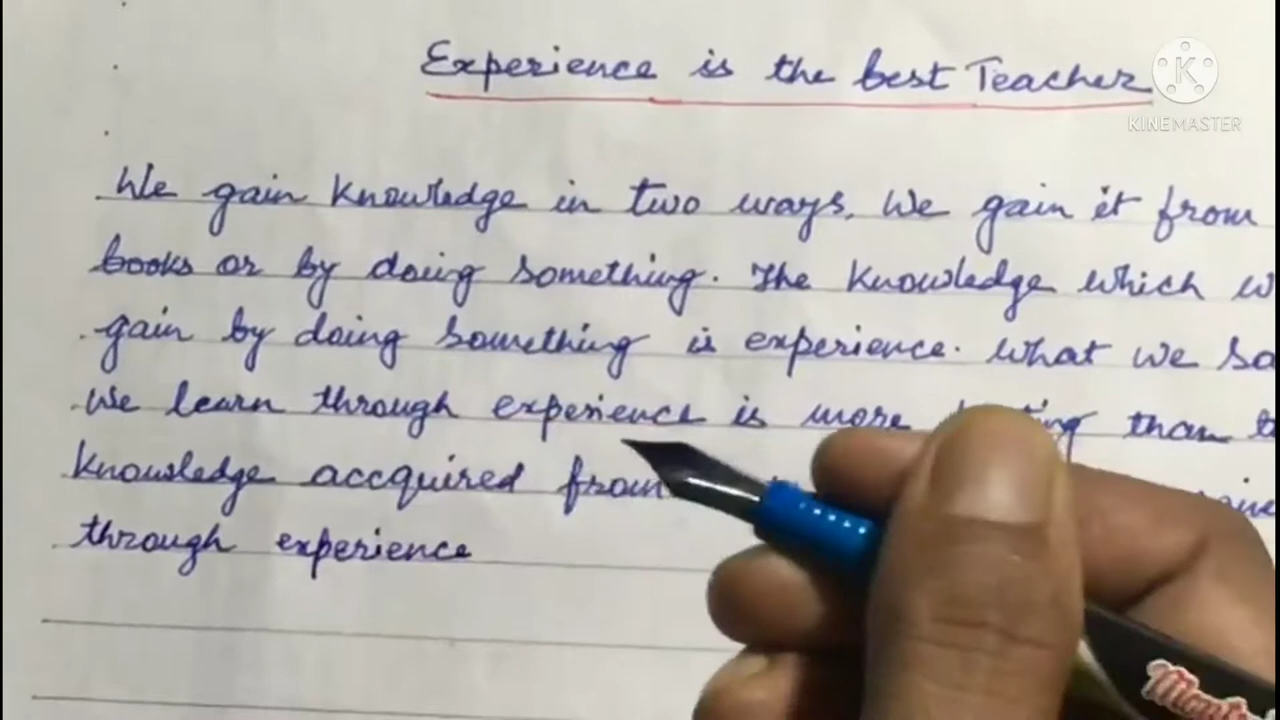 Experience is the best Teacher
KINEMASTER
We gain knowledge in two ways. We gain it from
books or by doing something. The knowledge which
gain by doing something is experience. What we
We learn through experience is more than
knowledge accquired from
through experience